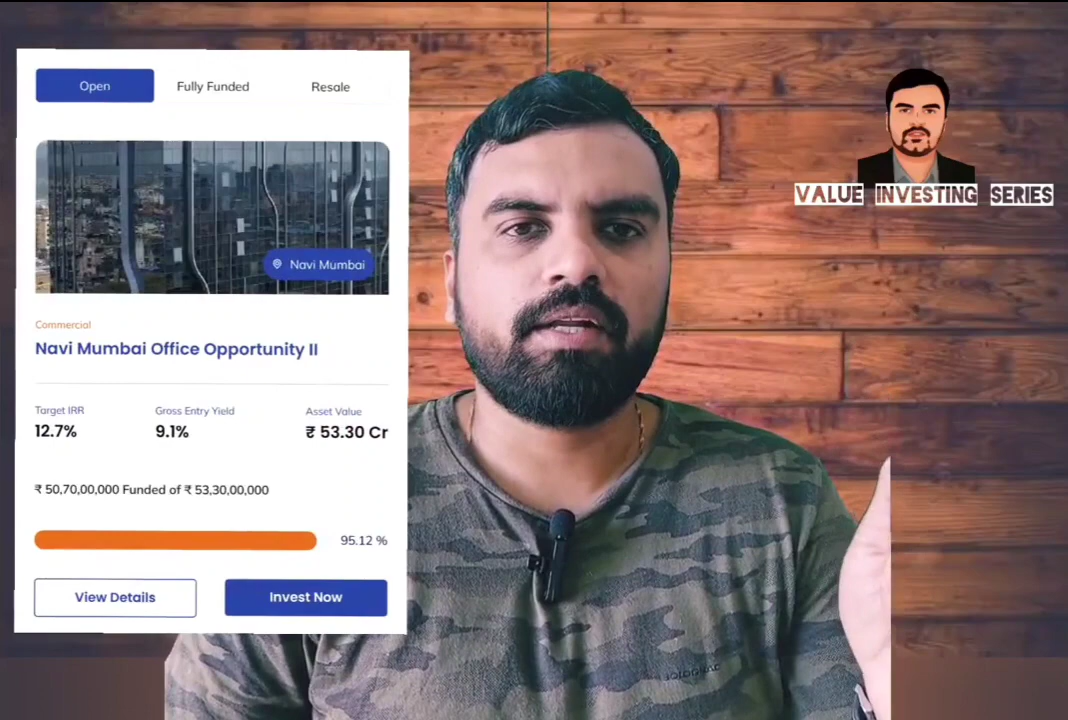 Open Fully Funded Resale
Navi Mumbai
Commercial
Navi Mumbai Office Opportunity II
Target IRR Gross Entry Yield Asset Value
12.7% 9.1% ₹ 53.30 Cr
₹ 50,70,00,000 Funded of ₹ 53,30,00,000
95.12 %
View Details Invest Now
VALUE INVESTING SERIES